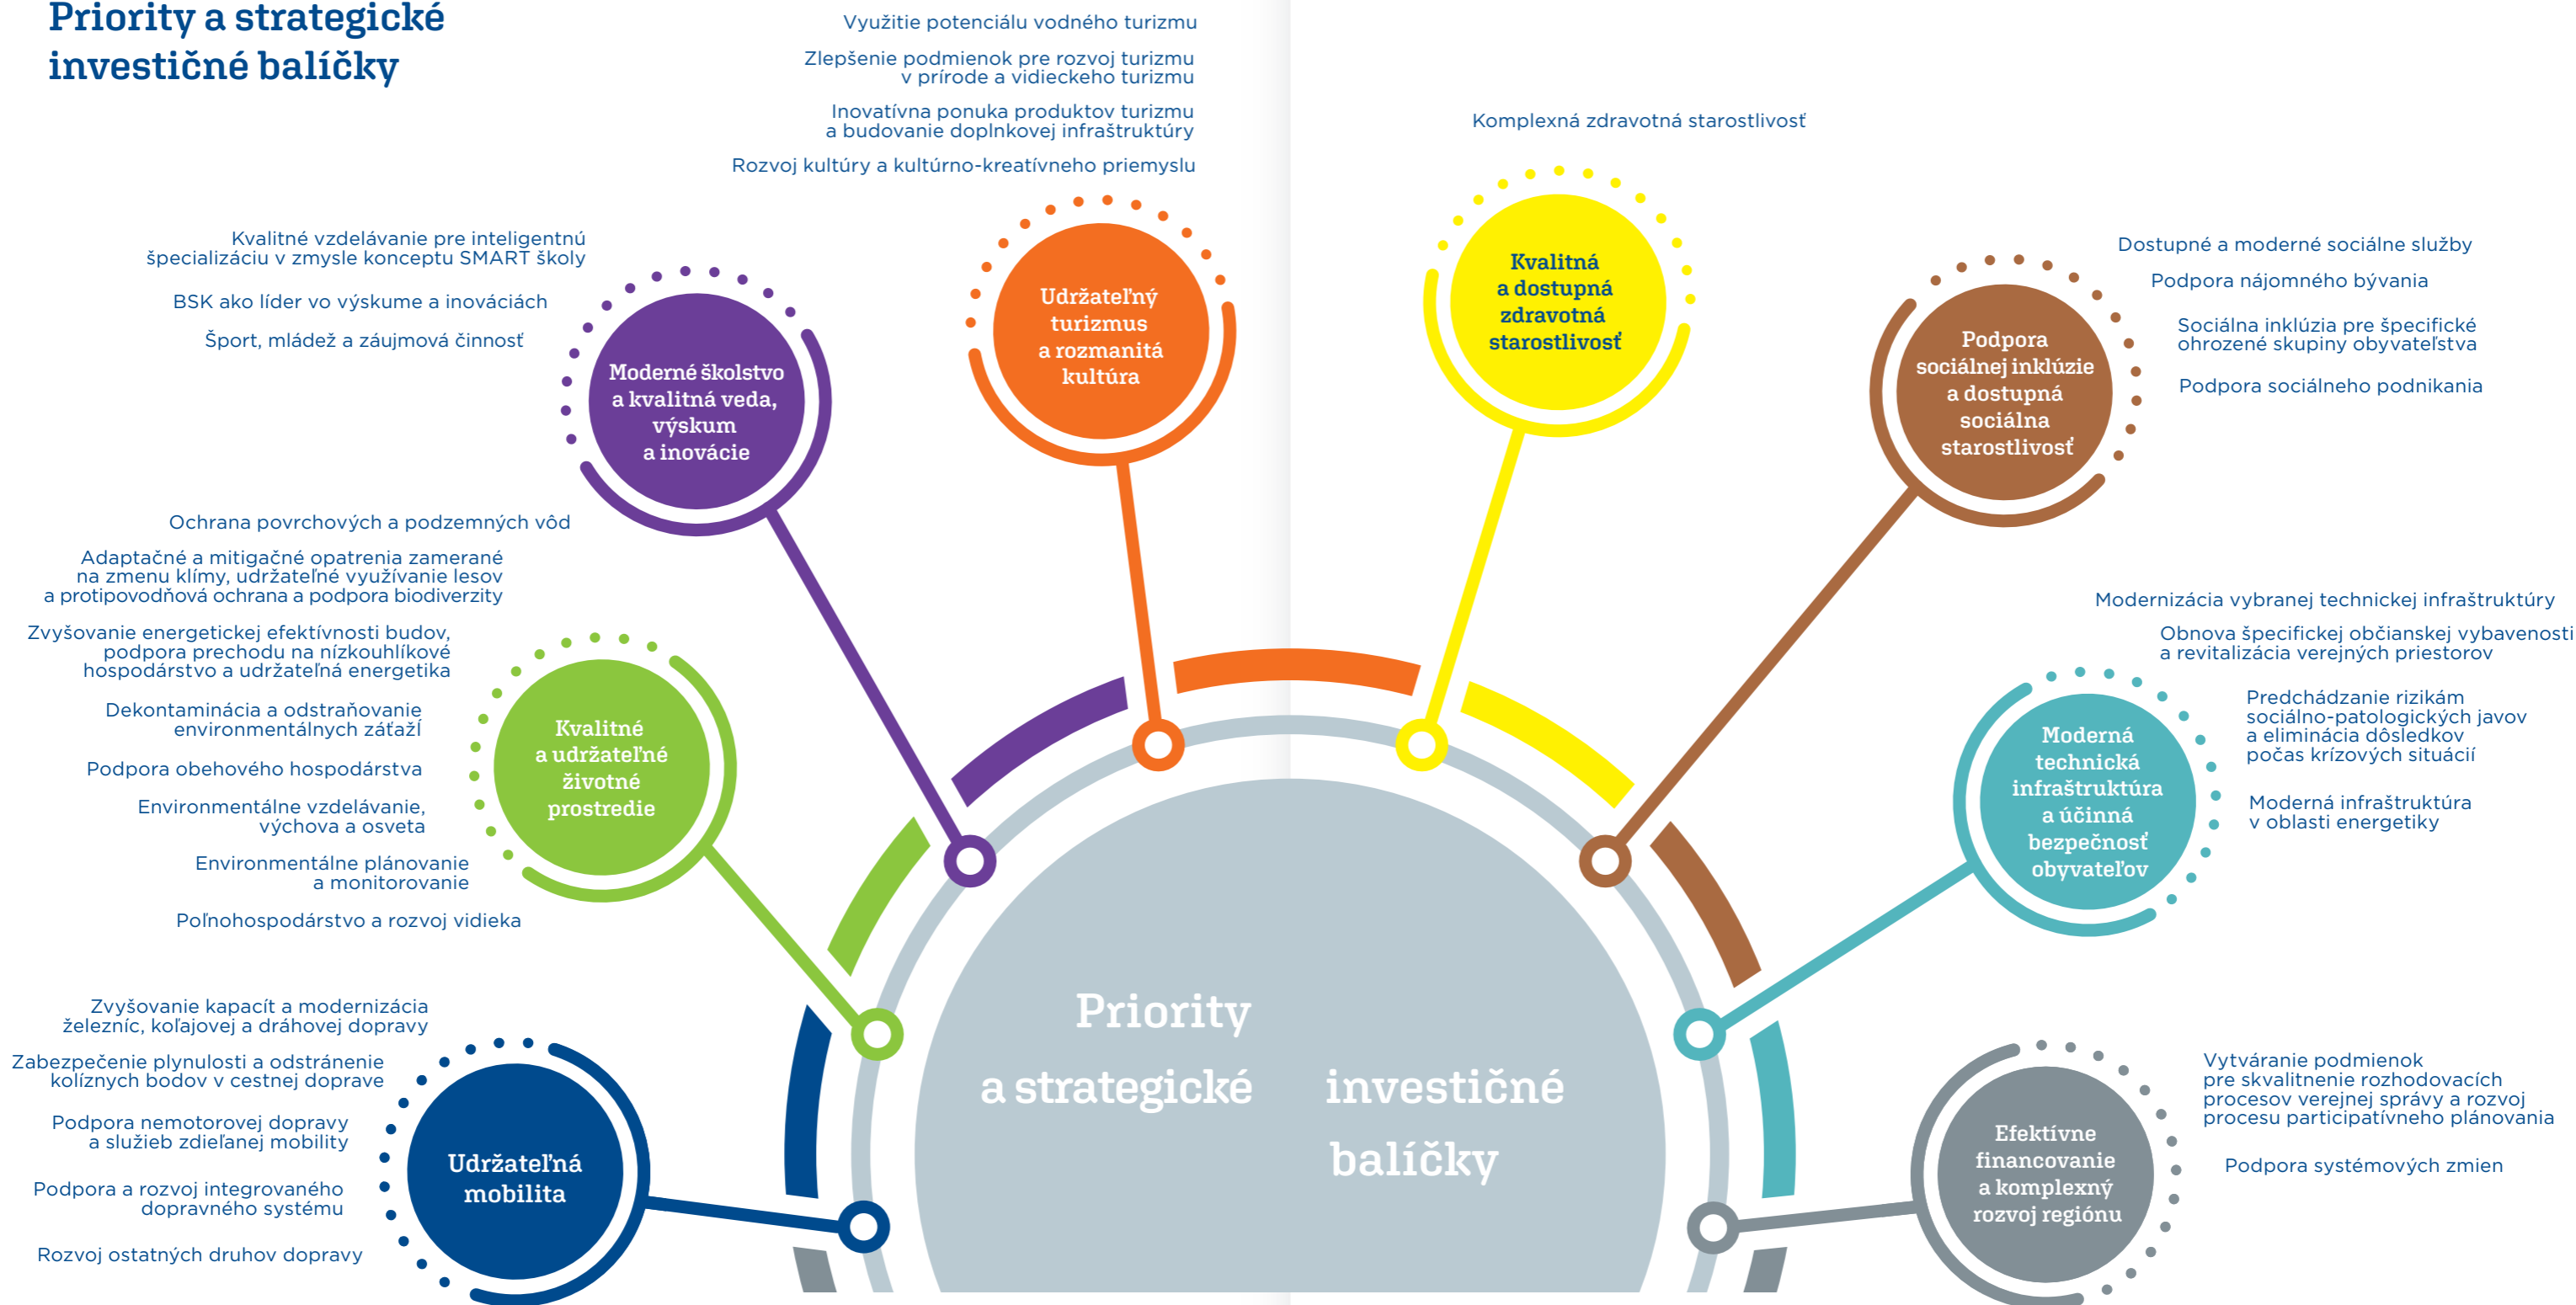 Priority a strategické
investičné balíčky
Využitie potenciálu vodného turizmu
Zlepšenie podmienok pre rozvoj turizmu
v prírode a vidieckeho turizmu
Inovatívna ponuka produktov turizmu
a budovanie doplnkovej infraštruktúry
Rozvoj kultúry a kultúrno-kreatívneho priemyslu
Udržateľný
turizmus
a rozmanitá
kultúra
Komplexná zdravotná starostlivosť
Kvalitná
a dostupná
zdravotná
starostlivosť
Kvalitné vzdelávanie pre inteligentnú
špecializáciu v zmysle konceptu SMART školy
BSK ako líder vo výskume a inováciách
Šport, mládež a záujmová činnosť
Moderné školstvo
a kvalitná veda,
výskum
a inovácie
Dostupné a moderné sociálne služby
Podpora nájomného bývania
Sociálna inklúzia pre špecifické
ohrozené skupiny obyvateľstva
Podpora sociálneho podnikania
Podpora
sociálnej inklúzie
a dostupná
sociálna
starostlivosť
Ochrana povrchových a podzemných vôd
Adaptačné a mitigačné opatrenia zamerané
na zmenu klímy, udržateľné využívanie lesov
a protipovodňová ochrana a podpora biodiverzity
Zvyšovanie energetickej efektívnosti budov,
podpora prechodu na nízkouhlíkové
hospodárstvo a udržateľná energetika
Dekontaminácia a odstraňovanie
environmentálnych záťaží
Podpora obehového hospodárstva
Environmentálne vzdelávanie,
výchova a osveta
Environmentálne plánovanie
a monitorovanie
Poľnohospodárstvo a rozvoj vidieka
Kvalitné
a udržateľné
životné
prostredie
Modernizácia vybranej technickej infraštruktúry
Obnova špecifickej občianskej vybavenosti
a revitalizácia verejných priestorov
Predchádzanie rizikám
sociálno-patologických javov
a eliminácia dôsledkov
počas krízových situácií
Moderná infraštruktúra
v oblasti energetiky
Moderná
technická
infraštruktúra
a účinná
bezpečnosť
obyvateľov
Zvyšovanie kapacít a modernizácia
železníc, koľajovej a dráhovej dopravy
Zabezpečenie plynulosti a odstránenie
kolíznych bodov v cestnej doprave
Podpora nemotorovej dopravy
a služieb zdieľanej mobility
Podpora a rozvoj integrovaného
dopravného systému
Rozvoj ostatných druhov dopravy
Udržateľná
mobilita
Priority
a strategické
investičné
balíčky
Vytváranie podmienok
pre skvalitnenie rozhodovacích
procesov verejnej správy a rozvoj
procesu participatívneho plánovania
Podpora systémových zmien
Efektívne
financovanie
a komplexný
rozvoj regiónu